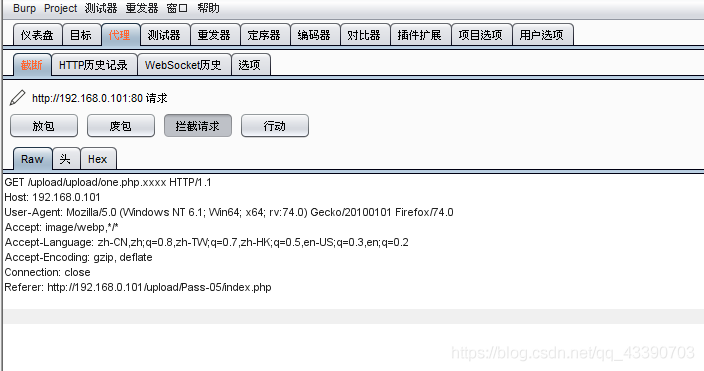 Burp Project 测试器 重发器 窗口 帮助
仪表盘 目标 代理 测试器 重发器 定序器 编码器 对比器 插件扩展 项目选项 用户选项
截断 HTTP历史记录 WebSocket历史 选项
http://192.168.0.101:80 请求
放包 废包 拦截请求 行动
Raw 头 Hex
GET /upload/upload/one.php.xxxx HTTP/1.1
Host: 192.168.0.101
User-Agent: Mozilla/5.0 (Windows NT 6.1; Win64; x64; rv:74.0) Gecko/20100101 Firefox/74.0
Accept: image/webp,*/*
Accept-Language: zh-CN,zh;q=0.8,zh-TW;q=0.7,zh-HK;q=0.5,en-US;q=0.3,en;q=0.2
Accept-Encoding: gzip, deflate
Connection: close
Referer: http://192.168.0.101/upload/Pass-05/index.php
https://blog.csdn.net/qq_43390703